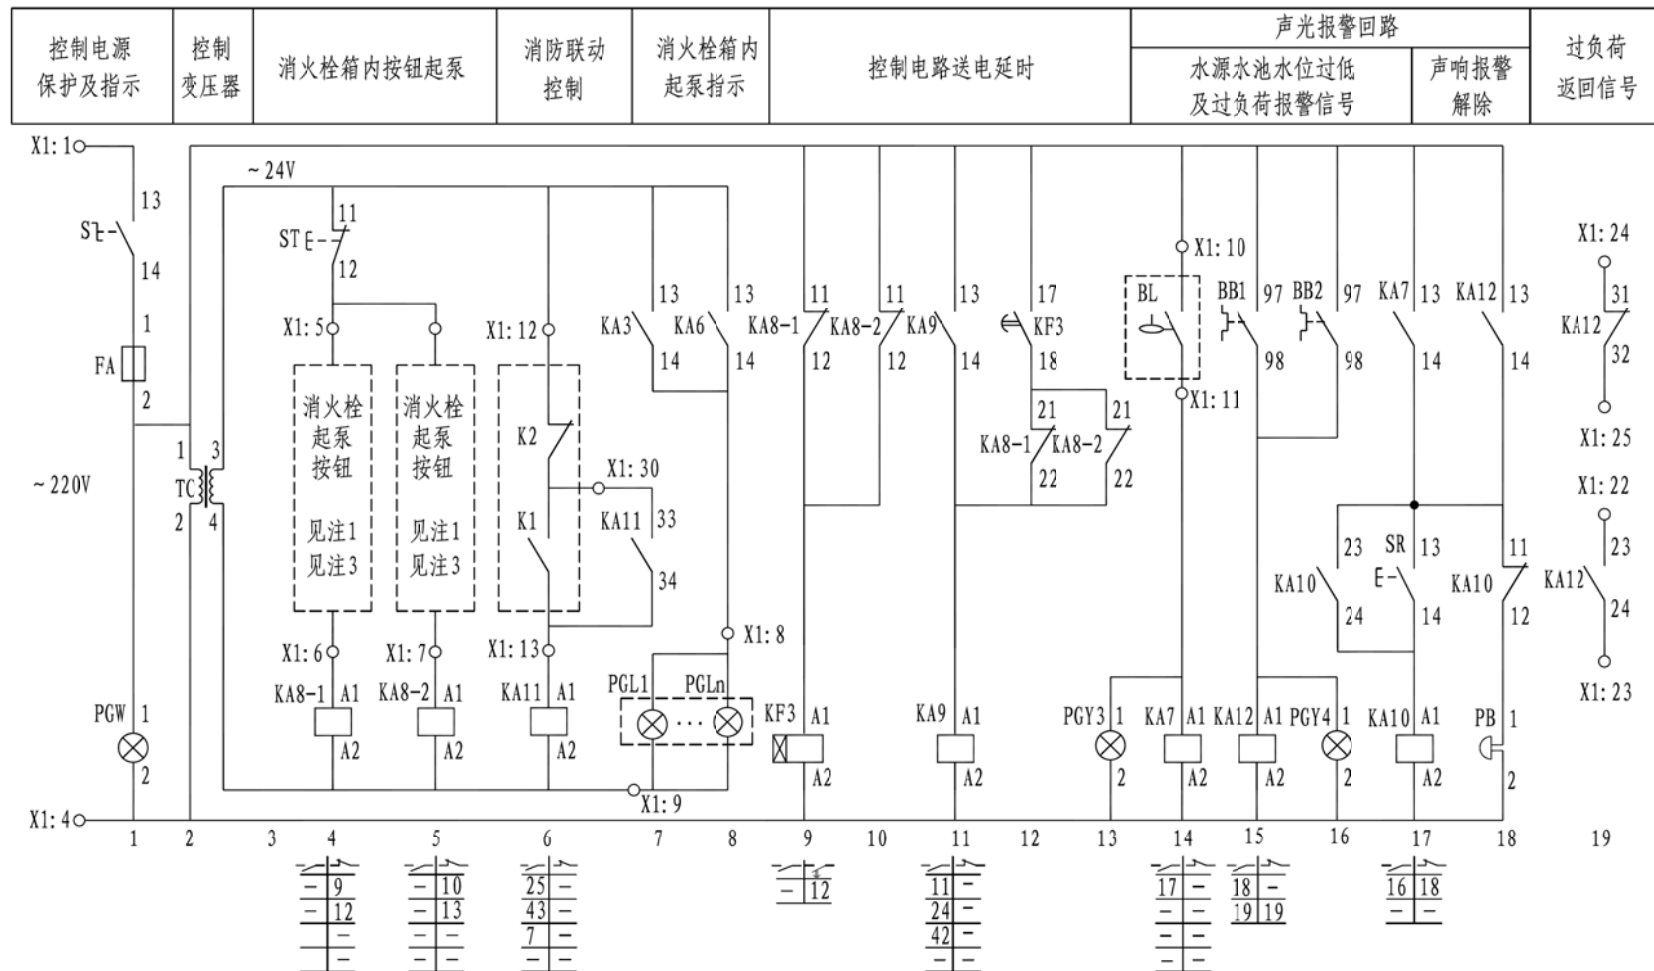 控制电源
保护及指示
控制
变压器
消火栓箱内按钮起泵
消防联动
控制
消火栓箱内
起泵指示
控制电路送电延时
声光报警回路
水源水池水位过低
及过负荷报警信号
声响报警
解除
过负荷
返回信号
X1:1
~24V
13
S
14
1
FA
2
~220V
1 3
TC
2 4
PGW 1
2
X1:4
11
ST
12
X1:5
消火栓
起泵
按钮
见注1
见注3
消火栓
起泵
按钮
见注1
见注3
X1:6
X1:7
KA8-1 A1
A2
KA8-2 A1
A2
X1:12
K2
X1:30
K1
KA11 33
34
X1:13
KA11 A1
A2
13
KA3
14
13
KA6
14
X1:8
PGL1 PGLn
···
X1:9
11
KA8-1
12
11
KA8-2
12
13
KA9
14
17
KF3
18
21
KA8-1
22
21
KA8-2
22
KF3 A1
A2
KA9 A1
A2
X1:10
BL
X1:11
BB1 97
98
BB2 97
98
KA7 13
14
KA12 13
14
23
KA10
24
SR 13
14
11
KA10
12
PGY3 1
2
KA7 A1
A2
KA12 A1
A2
PGY4 1
2
KA10 A1
A2
PB 1
2
X1:24
31
KA12
32
X1:25
X1:22
23
KA12
24
X1:23
1 2 3 4 5 6 7 8 9 10 11 12 13 14 15 16 17 18 19
- 9
- 12
- -
- -
- 10
- 13
- -
- -
25 -
43 -
7 -
- -
- 12
11 -
24 -
42 -
- -
17 -
- -
- -
- -
18 -
19 19
16 18
- -